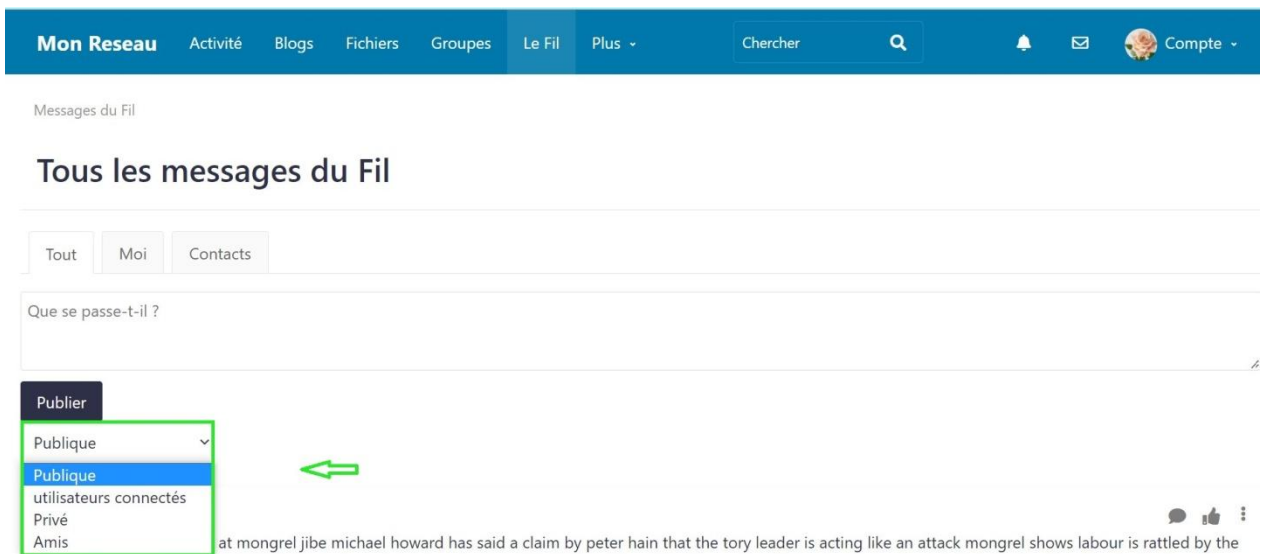 Mon Reseau Activité Blogs Fichiers Groupes Le Fil Plus Chercher Compte
Messages du Fil
Tous les messages du Fil
Tout Moi Contacts
Que se passe-t-il ?
Publier
Publique
Publique
utilisateurs connectés
Privé
Amis
at mongrel jibe michael howard has said a claim by peter hain that the tory leader is acting like an attack mongrel shows labour is rattled by the